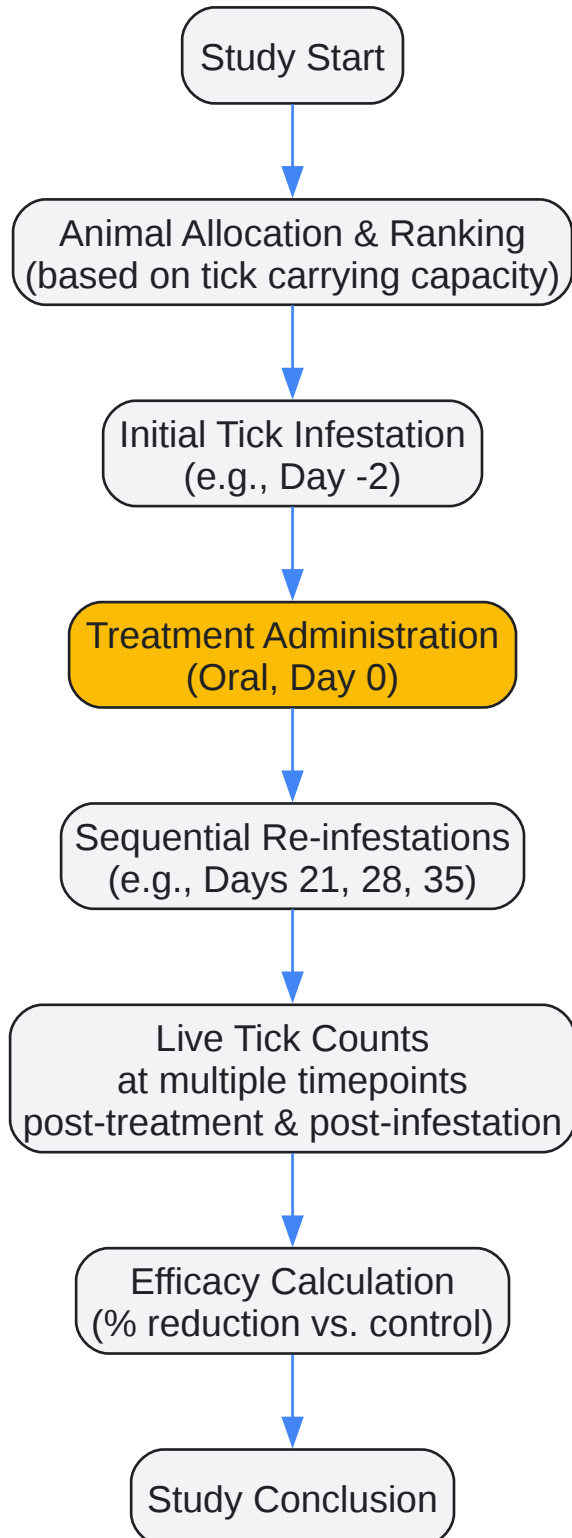 Study Start
Animal Allocation & Ranking
(based on tick carrying capacity)
Initial Tick Infestation
(e.g., Day -2)
Treatment Administration
(Oral, Day 0)
Sequential Re-infestations
(e.g., Days 21, 28, 35)
Live Tick Counts
at multiple timepoints
post-treatment & post-infestation
Efficacy Calculation
(% reduction vs. control)
Study Conclusion